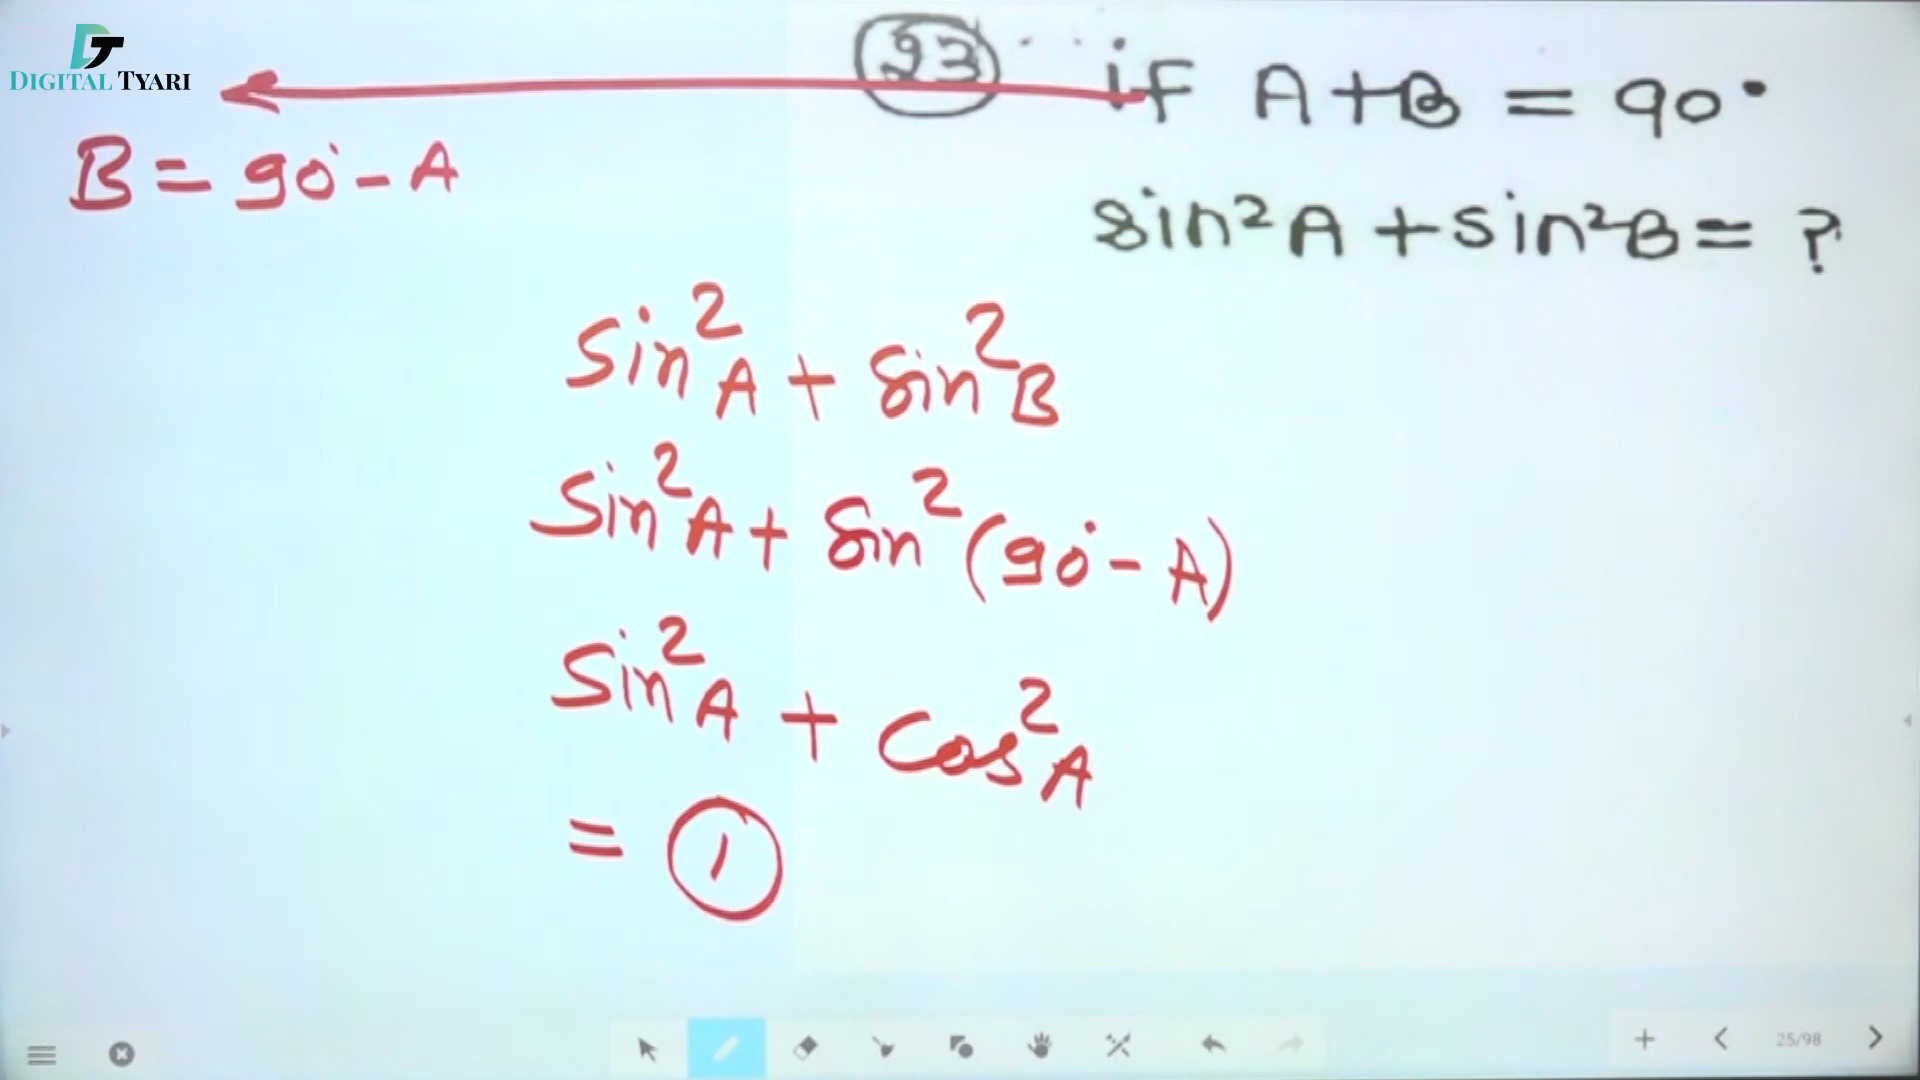 DIGITAL TYARI
23 if A+B = 90°
sin²A + sin²B = ?
B = 90° - A
Sin²A + Sin²B
Sin²A + Sin²(90° - A)
Sin²A + Cos²A
= 1
25/98